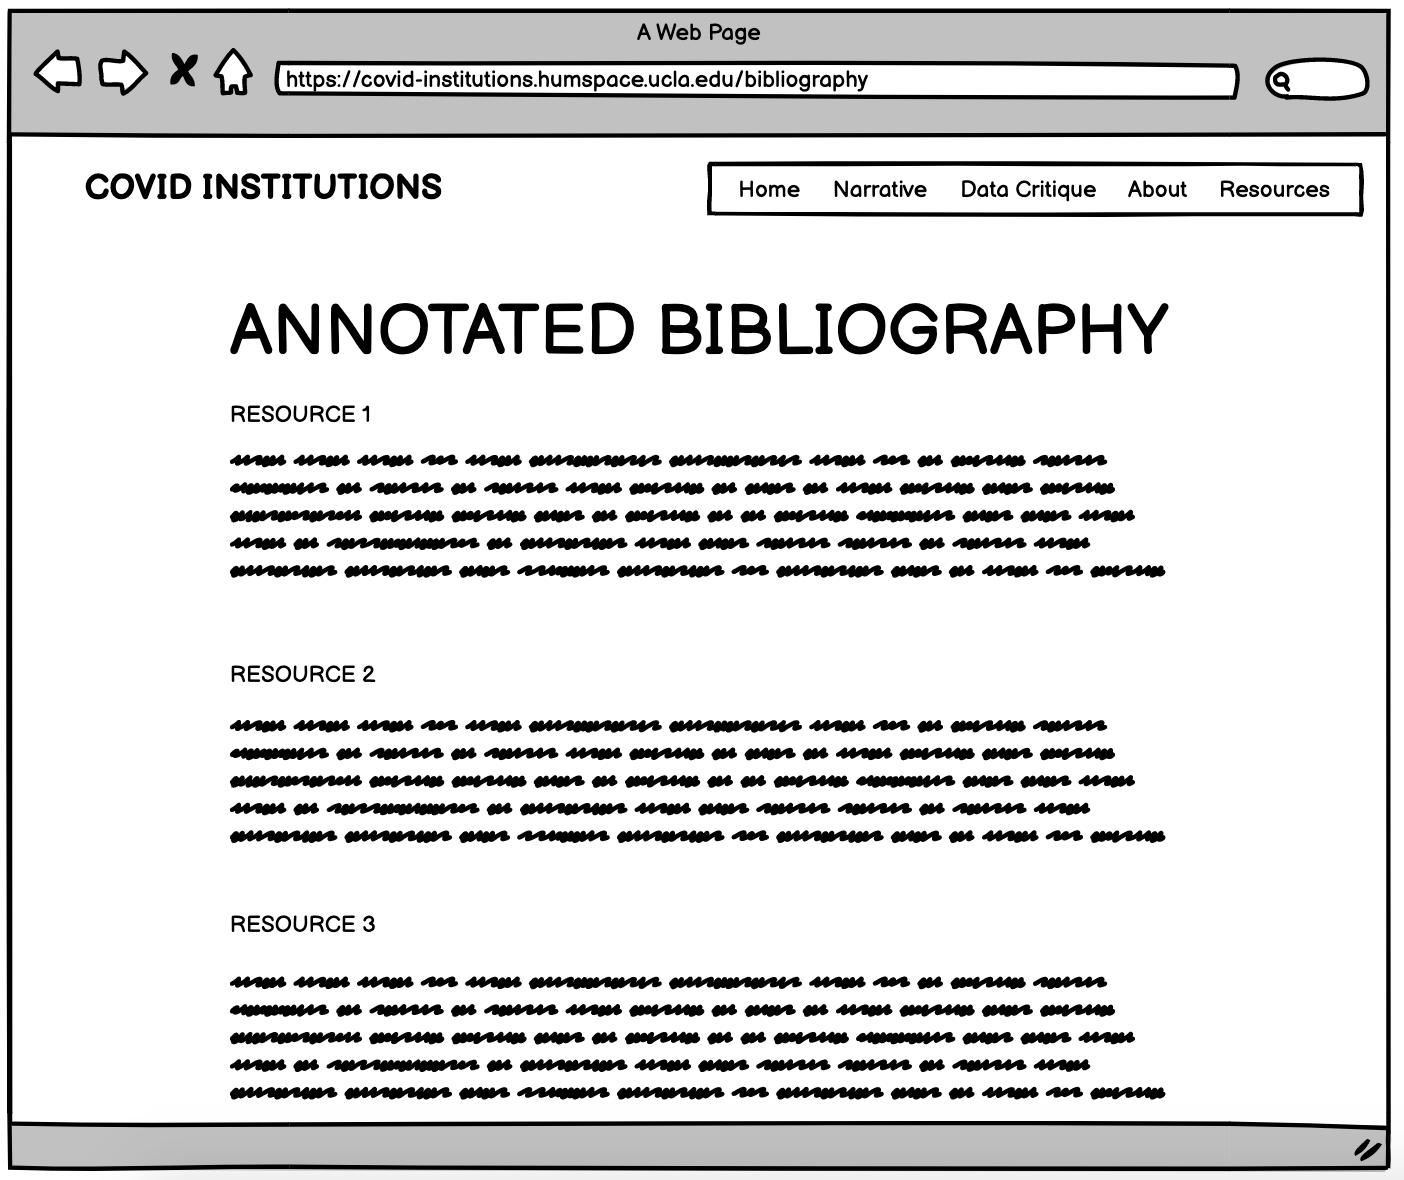 A Web Page
https://covid-institutions.humspace.ucla.edu/bibliography
COVID INSTITUTIONS
Home Narrative Data Critique About Resources
ANNOTATED BIBLIOGRAPHY
RESOURCE 1
RESOURCE 2
RESOURCE 3